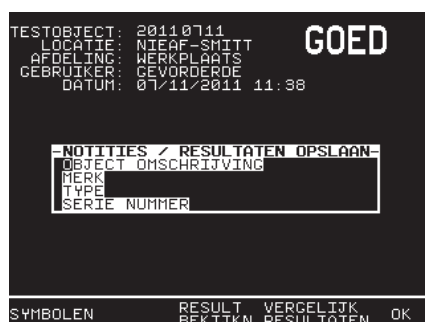 TESTOBJECT: 20110711
LOCATIE: NIEAF-SMITT
AFDELING: WERKPLAATS
GEBRUIKER: GEVORDERDE
DATUM: 07/11/2011 11:38
GOED
NOTITIES / RESULTATEN OPSLAAN
OBJECT OMSCHRIJVING
MERK
TYPE
SERIE NUMMER
SYMBOLEN
RESULT BEKIJKN
VERGELIJK RESULTATEN
OK